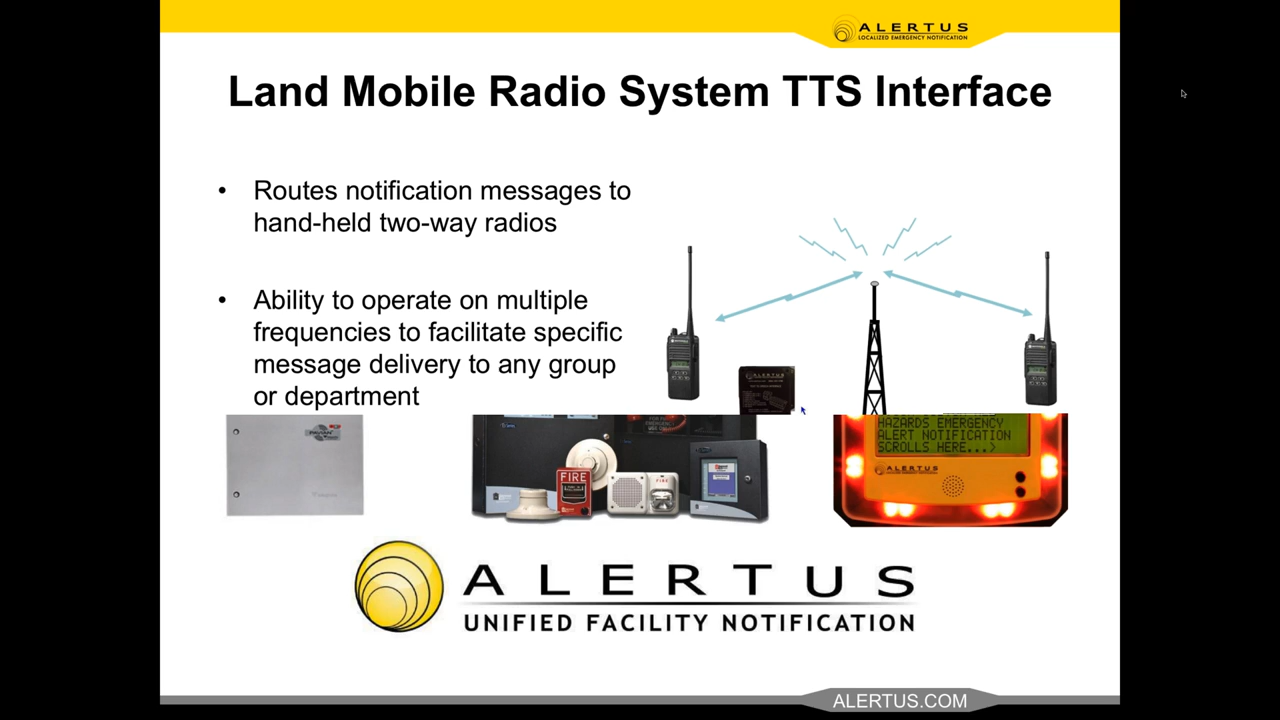 ALERTUS
LOCALIZED EMERGENCY NOTIFICATION
Land Mobile Radio System TTS Interface
• Routes notification messages to
hand-held two-way radios
• Ability to operate on multiple
frequencies to facilitate specific
message delivery to any group
or department
ALERTUS
HAZARDS EMERGENCY
ALERT NOTIFICATION
SCROLLS HERE...>
ALERTUS
FIRE
FIRE
ALERTUS
UNIFIED FACILITY NOTIFICATION
ALERTUS.COM